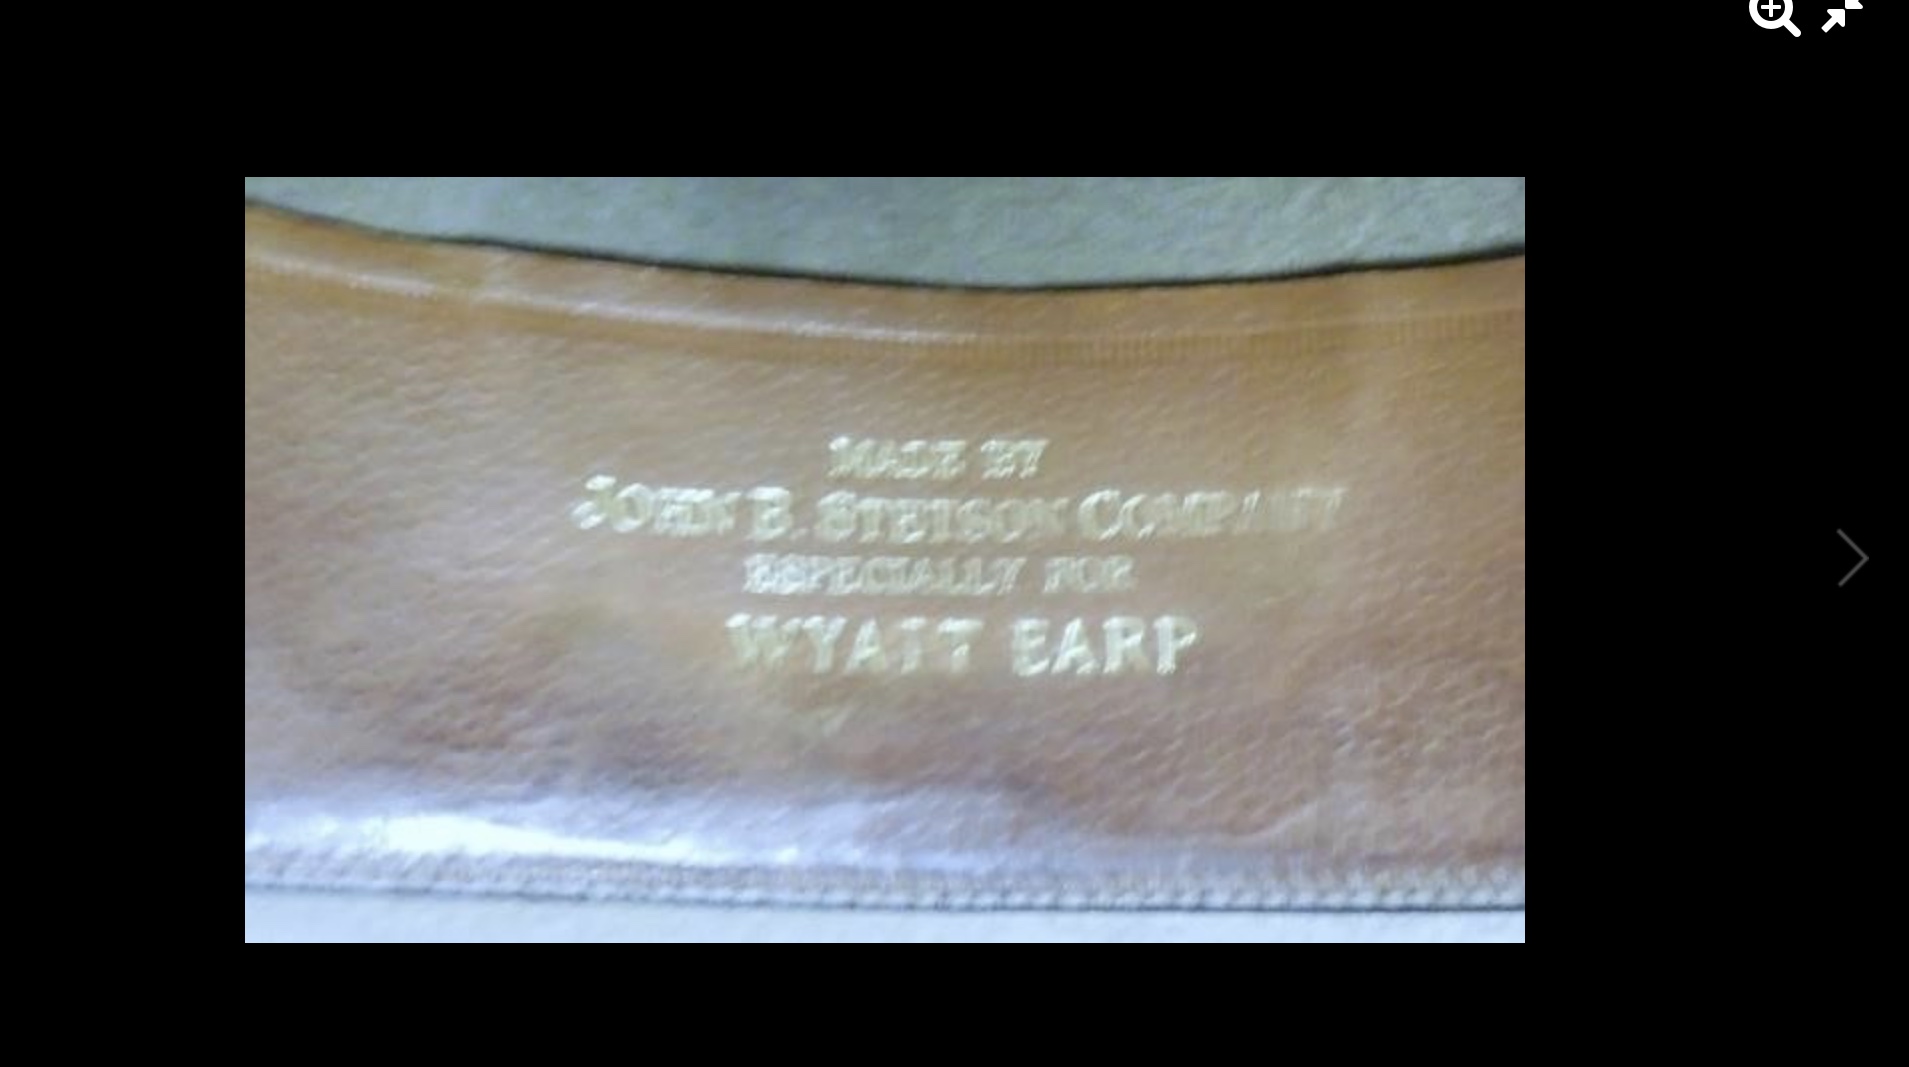 MADE BY
JOHN B. STETSON COMPANY
ESPECIALLY FOR
WYATT EARP